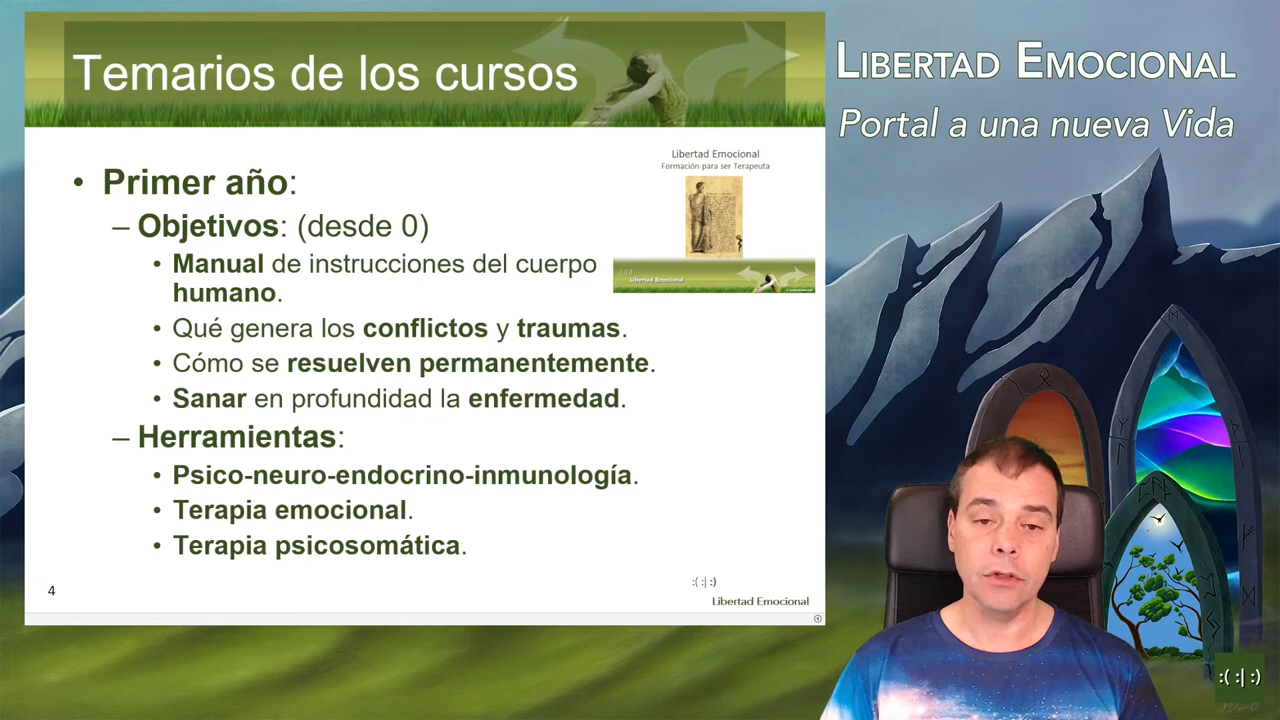 Temarios de los cursos
LIBERTAD EMOCIONAL
Portal a una nueva Vida
Libertad Emocional
Formación para ser Terapeuta
• Primer año:
– Objetivos: (desde 0)
• Manual de instrucciones del cuerpo
humano.
• Qué genera los conflictos y traumas.
• Cómo se resuelven permanentemente.
• Sanar en profundidad la enfermedad.
Libertad Emocional
– Herramientas:
• Psico-neuro-endocrino-inmunología.
• Terapia emocional.
• Terapia psicosomática.
4
:( :| :)
Libertad Emocional
:( :| :)